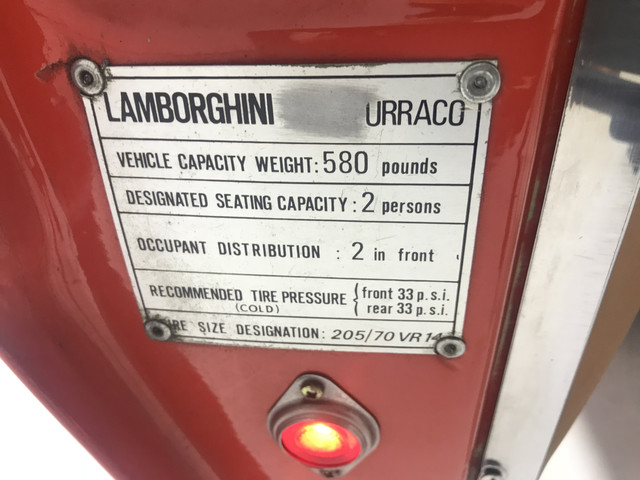 LAMBORGHINI URRACO
VEHICLE CAPACITY WEIGHT: 580 pounds
DESIGNATED SEATING CAPACITY: 2 persons
OCCUPANT DISTRIBUTION : 2 in front
RECOMMENDED TIRE PRESSURE { front 33 p.s.i.
(COLD) { rear 33 p.s.i.
SIZE DESIGNATION: 205/70 VR 14